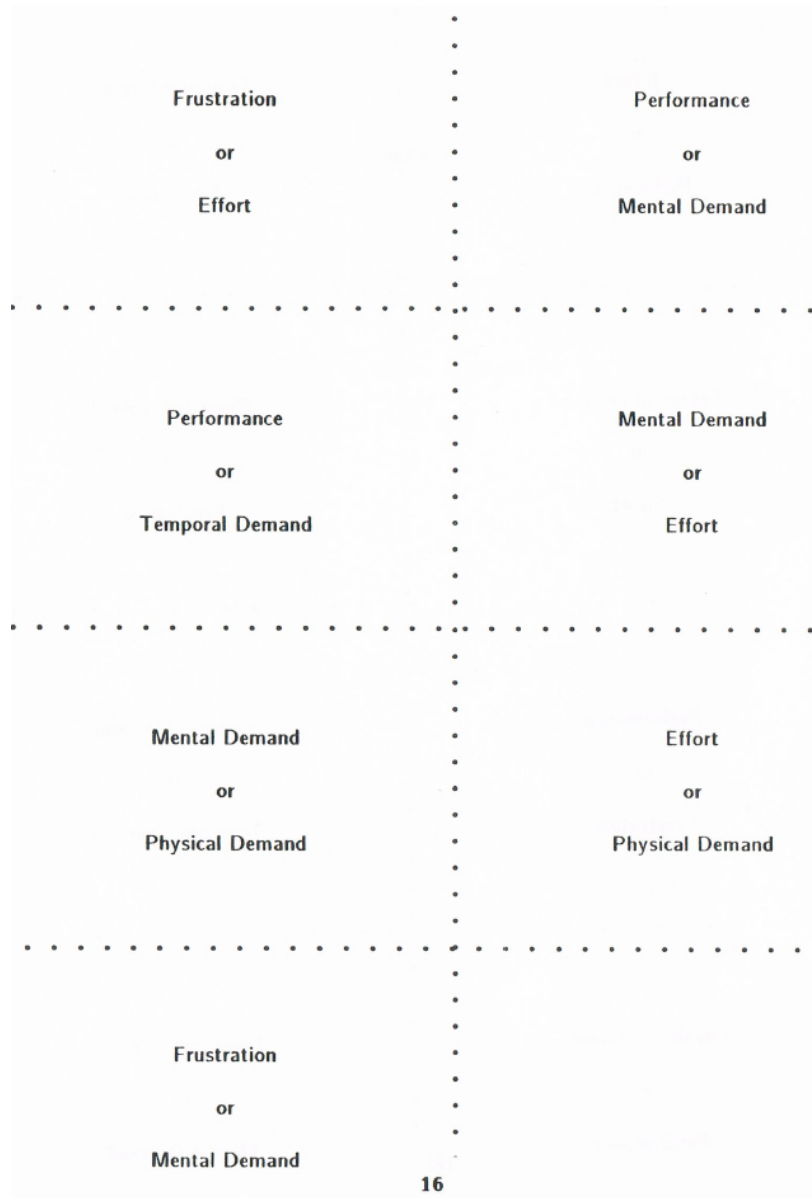 Frustration
or
Effort
Performance
or
Mental Demand
Performance
or
Temporal Demand
Mental Demand
or
Effort
Mental Demand
or
Physical Demand
Effort
or
Physical Demand
Frustration
or
Mental Demand
16